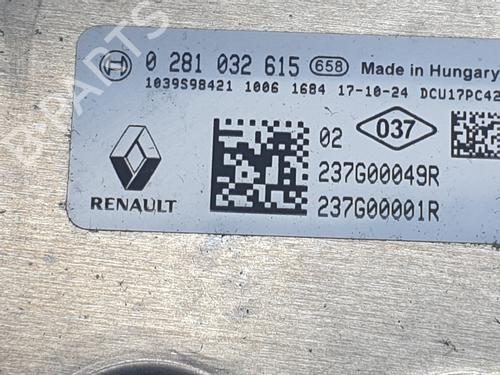 0 281 032 615 658 Made in Hungary
1039S98421 1006 1684 17-10-24 DCU17PC42
02 037
237G00049R
237G00001R
RENAULT